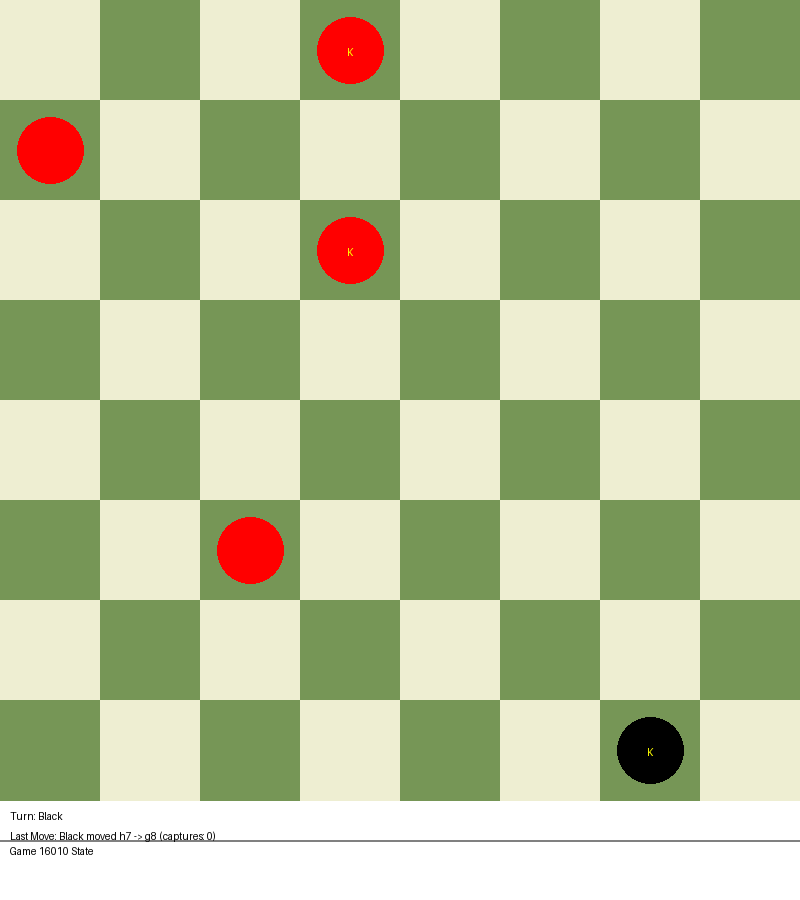 K
K
K
Turn: Black
Last Move: Black moved h7 -> g8 (captures: 0)
Game 16010 State